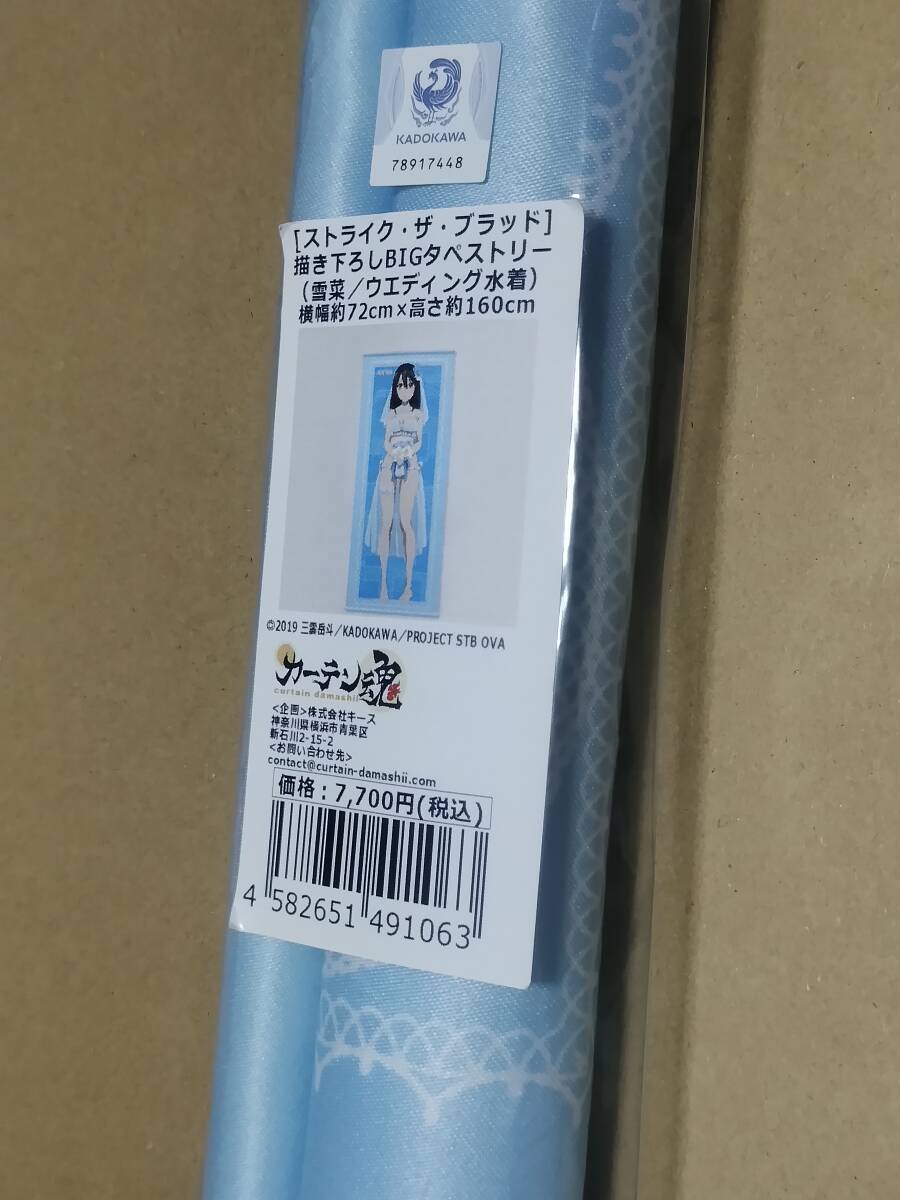 KADOKAWA
78917448
[ストライク・ザ・ブラッド]
描き下ろしBIGタペストリー
(雪菜／ウエディング水着)
横幅約72cm×高さ約160cm
©2019 三雲岳斗／KADOKAWA／PROJECT STB OVA
カーテン魂
curtain damashii
<企画>株式会社キース
神奈川県横浜市青葉区
新石川2-15-2
<お問い合わせ先>
contact@curtain-damashii.com
価格：7,700円(税込)
4 582651 491063